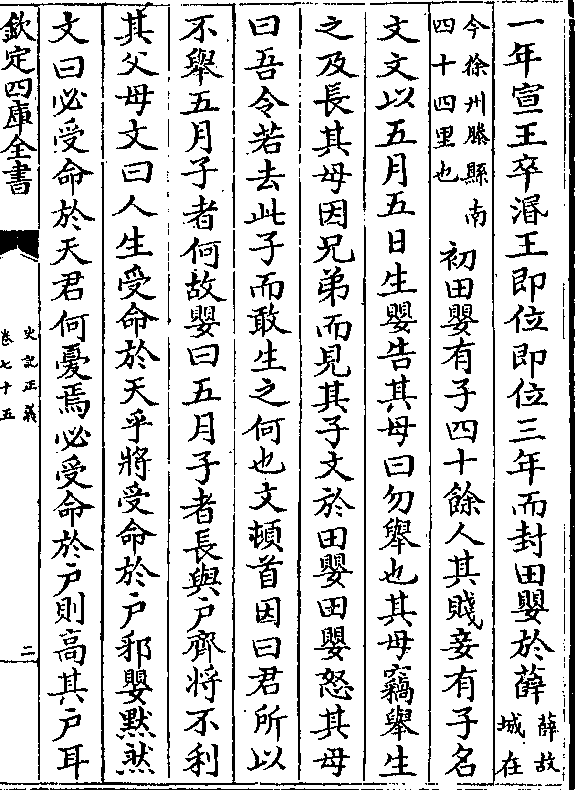 一年宣王卒湣王即位即位三年而封田嬰於薛薛故城在
今徐州滕縣南四十四里也初田嬰有子四十餘人其賤妾有子名
文文以五月五日生嬰告其母曰勿舉也其母竊舉生
之及長其母因兄弟而見其子文於田嬰田嬰怒其母
曰吾令若去此子而敢生之何也文頓首因曰君所以
不舉五月子者何故嬰曰五月子者長與户齊將不利
其父母文曰人生受命於天乎將受命於户邪嬰默然
文曰必受命於天君何憂焉必受命於户則高其户耳
欽定四庫全書
史記正義
卷七十五
二